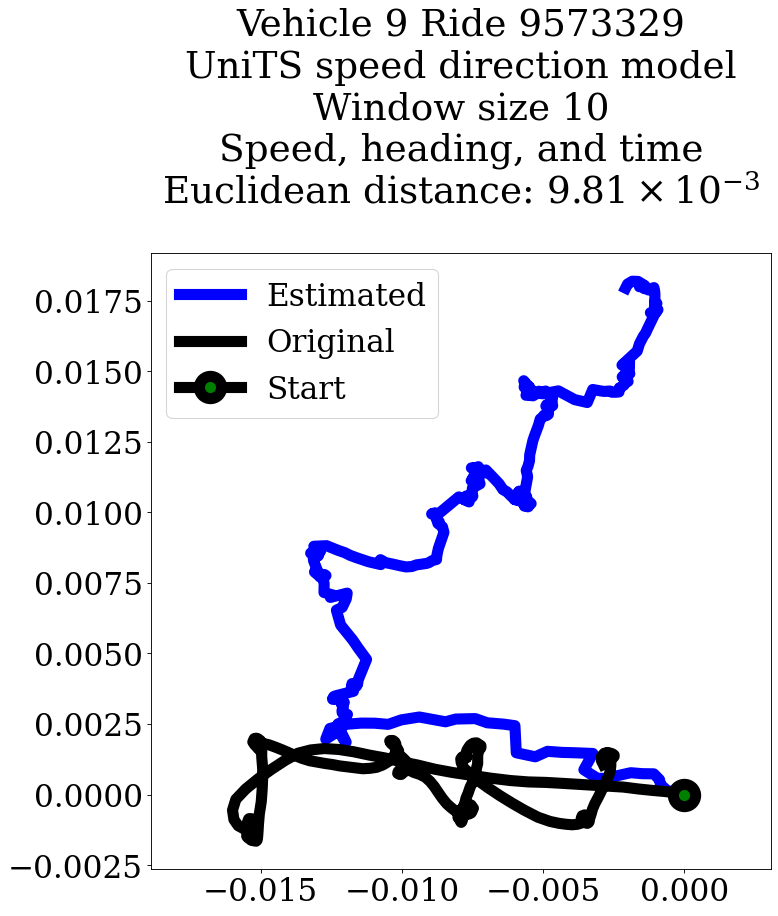 Vehicle 9 Ride 9573329
UniTS speed direction model
Window size 10
Speed, heading, and time
Euclidean distance: 9.81 × 10⁻³
Estimated
Original
Start
0.0175
0.0150
0.0125
0.0100
0.0075
0.0050
0.0025
0.0000
−0.0025
−0.015
−0.010
−0.005
0.000